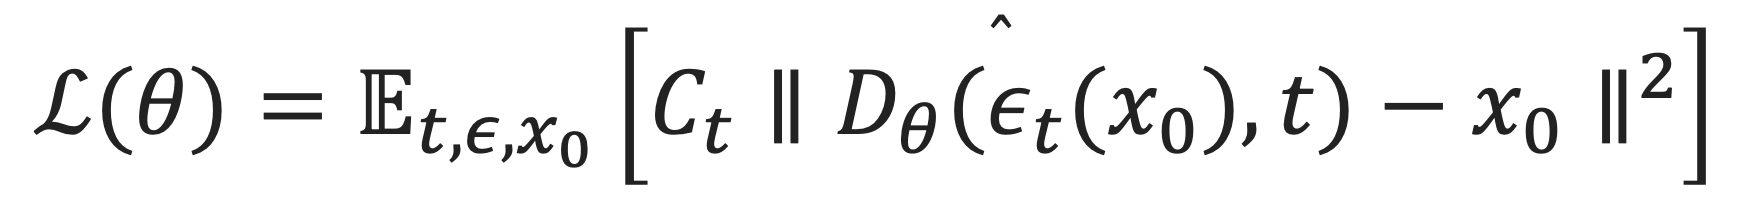 ℒ(θ) = 𝔼_{t,ϵ,x_0} [C_t ‖ D_θ(ϵ̂_t(x_0), t) − x_0 ‖^2]